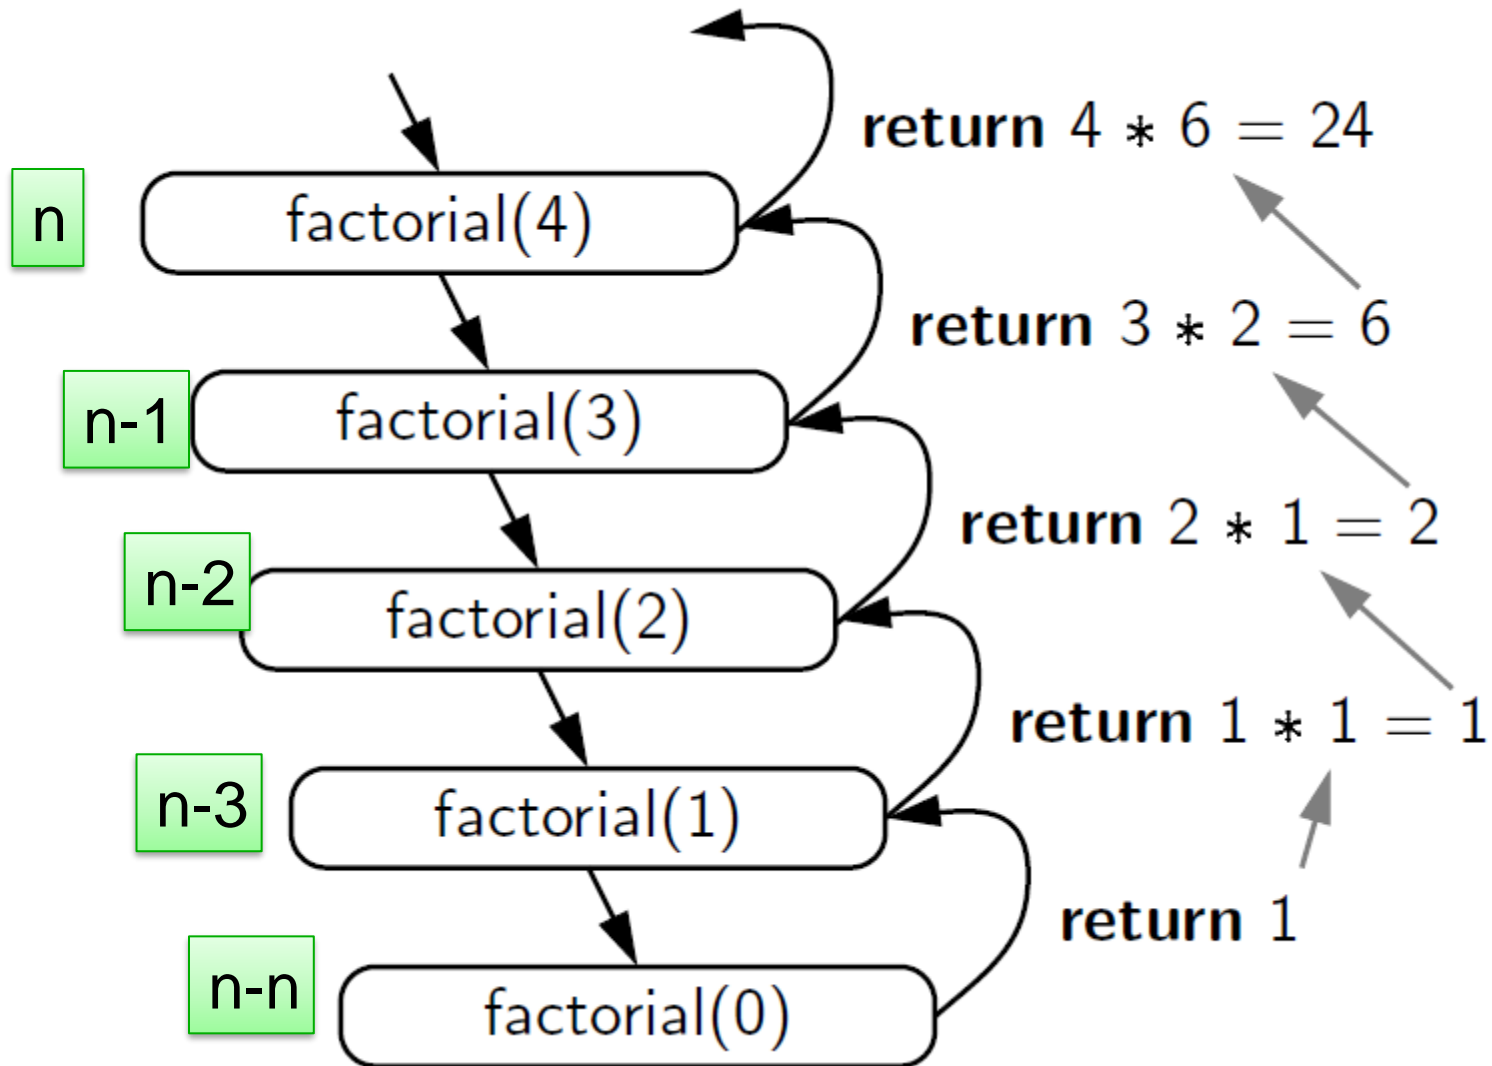 return 4 * 6 = 24
n
factorial(4)
return 3 * 2 = 6
n-1
factorial(3)
return 2 * 1 = 2
n-2
factorial(2)
return 1 * 1 = 1
n-3
factorial(1)
return 1
n-n
factorial(0)